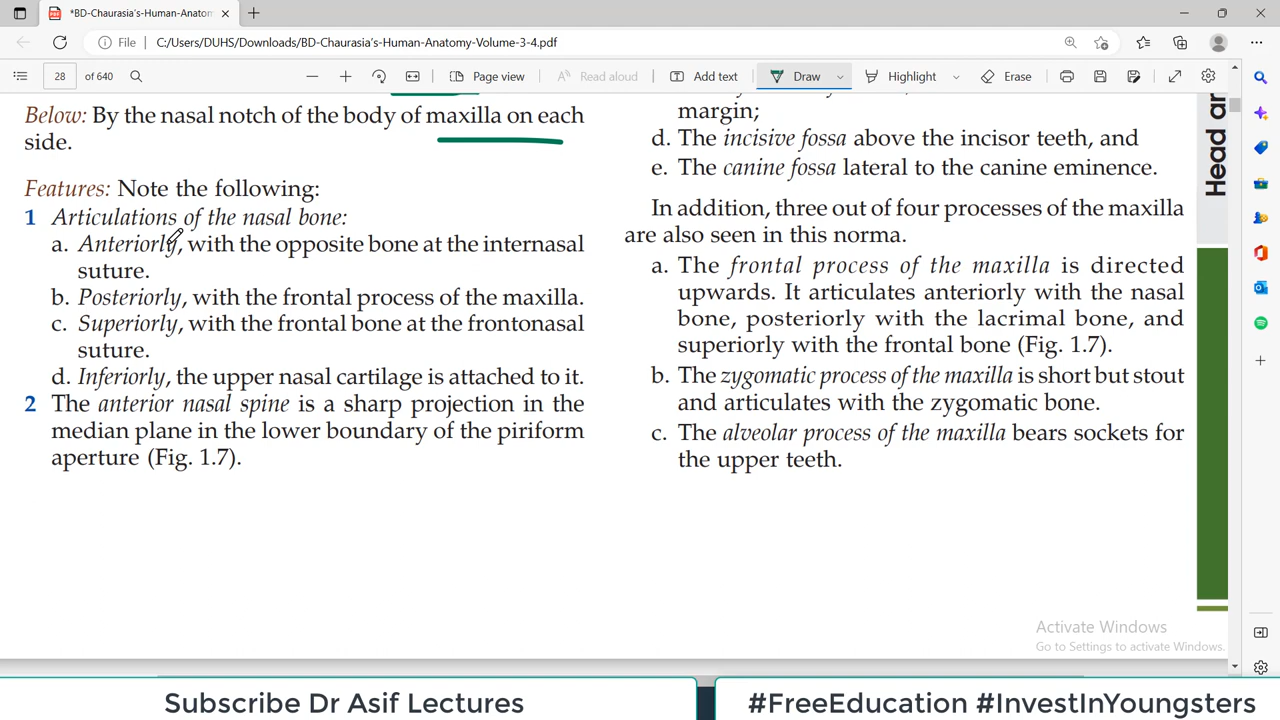 *BD-Chaurasia's-Human-Anatom
File
C:/Users/DUHS/Downloads/BD-Chaurasia's-Human-Anatomy-Volume-3-4.pdf
28
of 640
Page view
Read aloud
Add text
Draw
Highlight
Erase
Below: By the nasal notch of the body of maxilla on each
side.
Features: Note the following:
1 Articulations of the nasal bone:
a. Anteriorly, with the opposite bone at the internasal
suture.
b. Posteriorly, with the frontal process of the maxilla.
c. Superiorly, with the frontal bone at the frontonasal
suture.
d. Inferiorly, the upper nasal cartilage is attached to it.
2 The anterior nasal spine is a sharp projection in the
median plane in the lower boundary of the piriform
aperture (Fig. 1.7).
margin;
d. The incisive fossa above the incisor teeth, and
e. The canine fossa lateral to the canine eminence.
In addition, three out of four processes of the maxilla
are also seen in this norma.
a. The frontal process of the maxilla is directed
upwards. It articulates anteriorly with the nasal
bone, posteriorly with the lacrimal bone, and
superiorly with the frontal bone (Fig. 1.7).
b. The zygomatic process of the maxilla is short but stout
and articulates with the zygomatic bone.
c. The alveolar process of the maxilla bears sockets for
the upper teeth.
Head an
Activate Windows
Go to Settings to activate Windows.
Subscribe Dr Asif Lectures
#FreeEducation #InvestInYoungsters